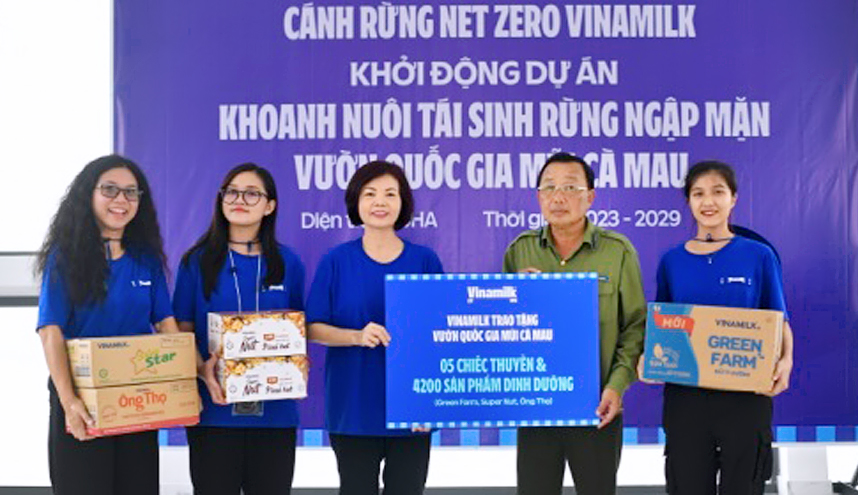 CÁNH RỪNG NET ZERO VINAMILK
KHỞI ĐỘNG DỰ ÁN
KHOANH NUÔI TÁI SINH RỪNG NGẬP MẶN
VƯỜN QUỐC GIA MŨI CÀ MAU
Diện HA Thời 2023 - 2029
Vinamilk
VINAMILK TRAO TẶNG
VƯỜN QUỐC GIA MŨI CÀ MAU
05 CHIẾC THUYỀN &
4200 SẢN PHẨM DINH DƯỠNG
(Green Farm, Super Nut, Ông Thọ)
VINAMILK
Star
Ông Thọ
Nut
Nut
MỚI
VINAMILK
GREEN
FARM